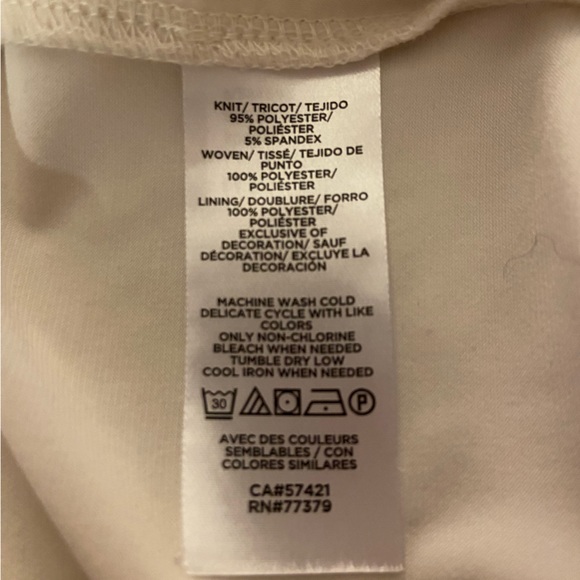 KNIT/ TRICOT/ TEJIDO
95% POLYESTER/
POLIÉSTER
5% SPANDEX
WOVEN/ TISSÉ/ TEJIDO DE
PUNTO
100% POLYESTER/
POLIÉSTER
LINING/ DOUBLURE/ FORRO
100% POLYESTER/
POLIÉSTER
EXCLUSIVE OF
DECORATION/ SAUF
DÉCORATION/ EXCLUYE LA
DECORACIÓN
MACHINE WASH COLD
DELICATE CYCLE WITH LIKE
COLORS
ONLY NON-CHLORINE
BLEACH WHEN NEEDED
TUMBLE DRY LOW
COOL IRON WHEN NEEDED
30 P
AVEC DES COULEURS
SEMBLABLES / CON
COLORES SIMILARES
CA#57421
RN#77379